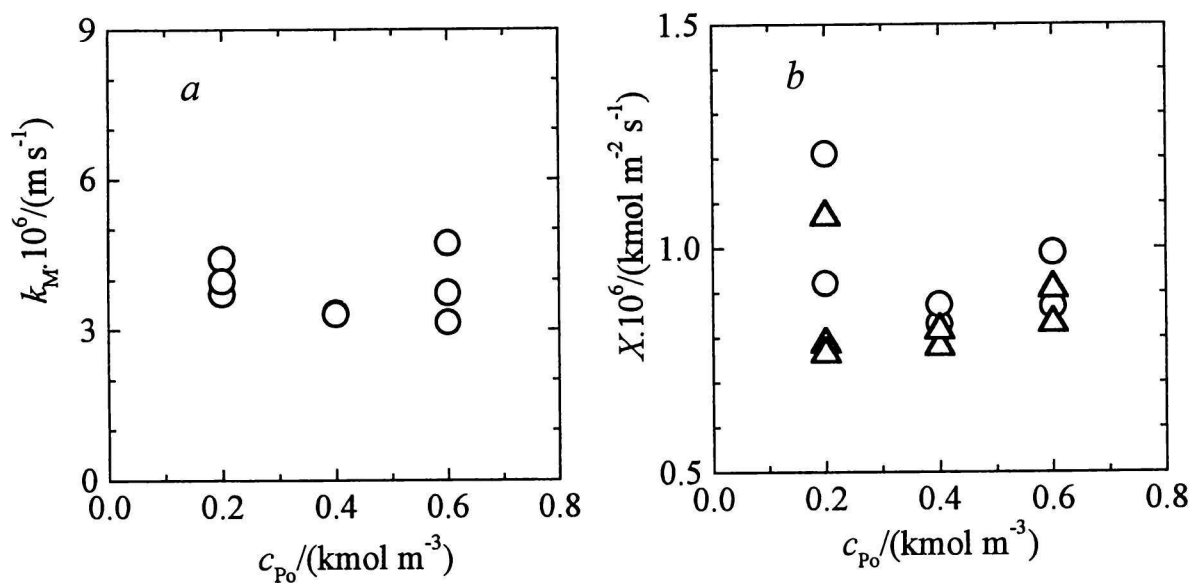 a
k_M.10^6/(m s^-1)
9
6
3
0
0.0 0.2 0.4 0.6 0.8
c_Po/(kmol m^-3)
b
X.10^6/(kmol m^-2 s^-1)
1.5
1.0
0.5
0.0 0.2 0.4 0.6 0.8
c_Po/(kmol m^-3)